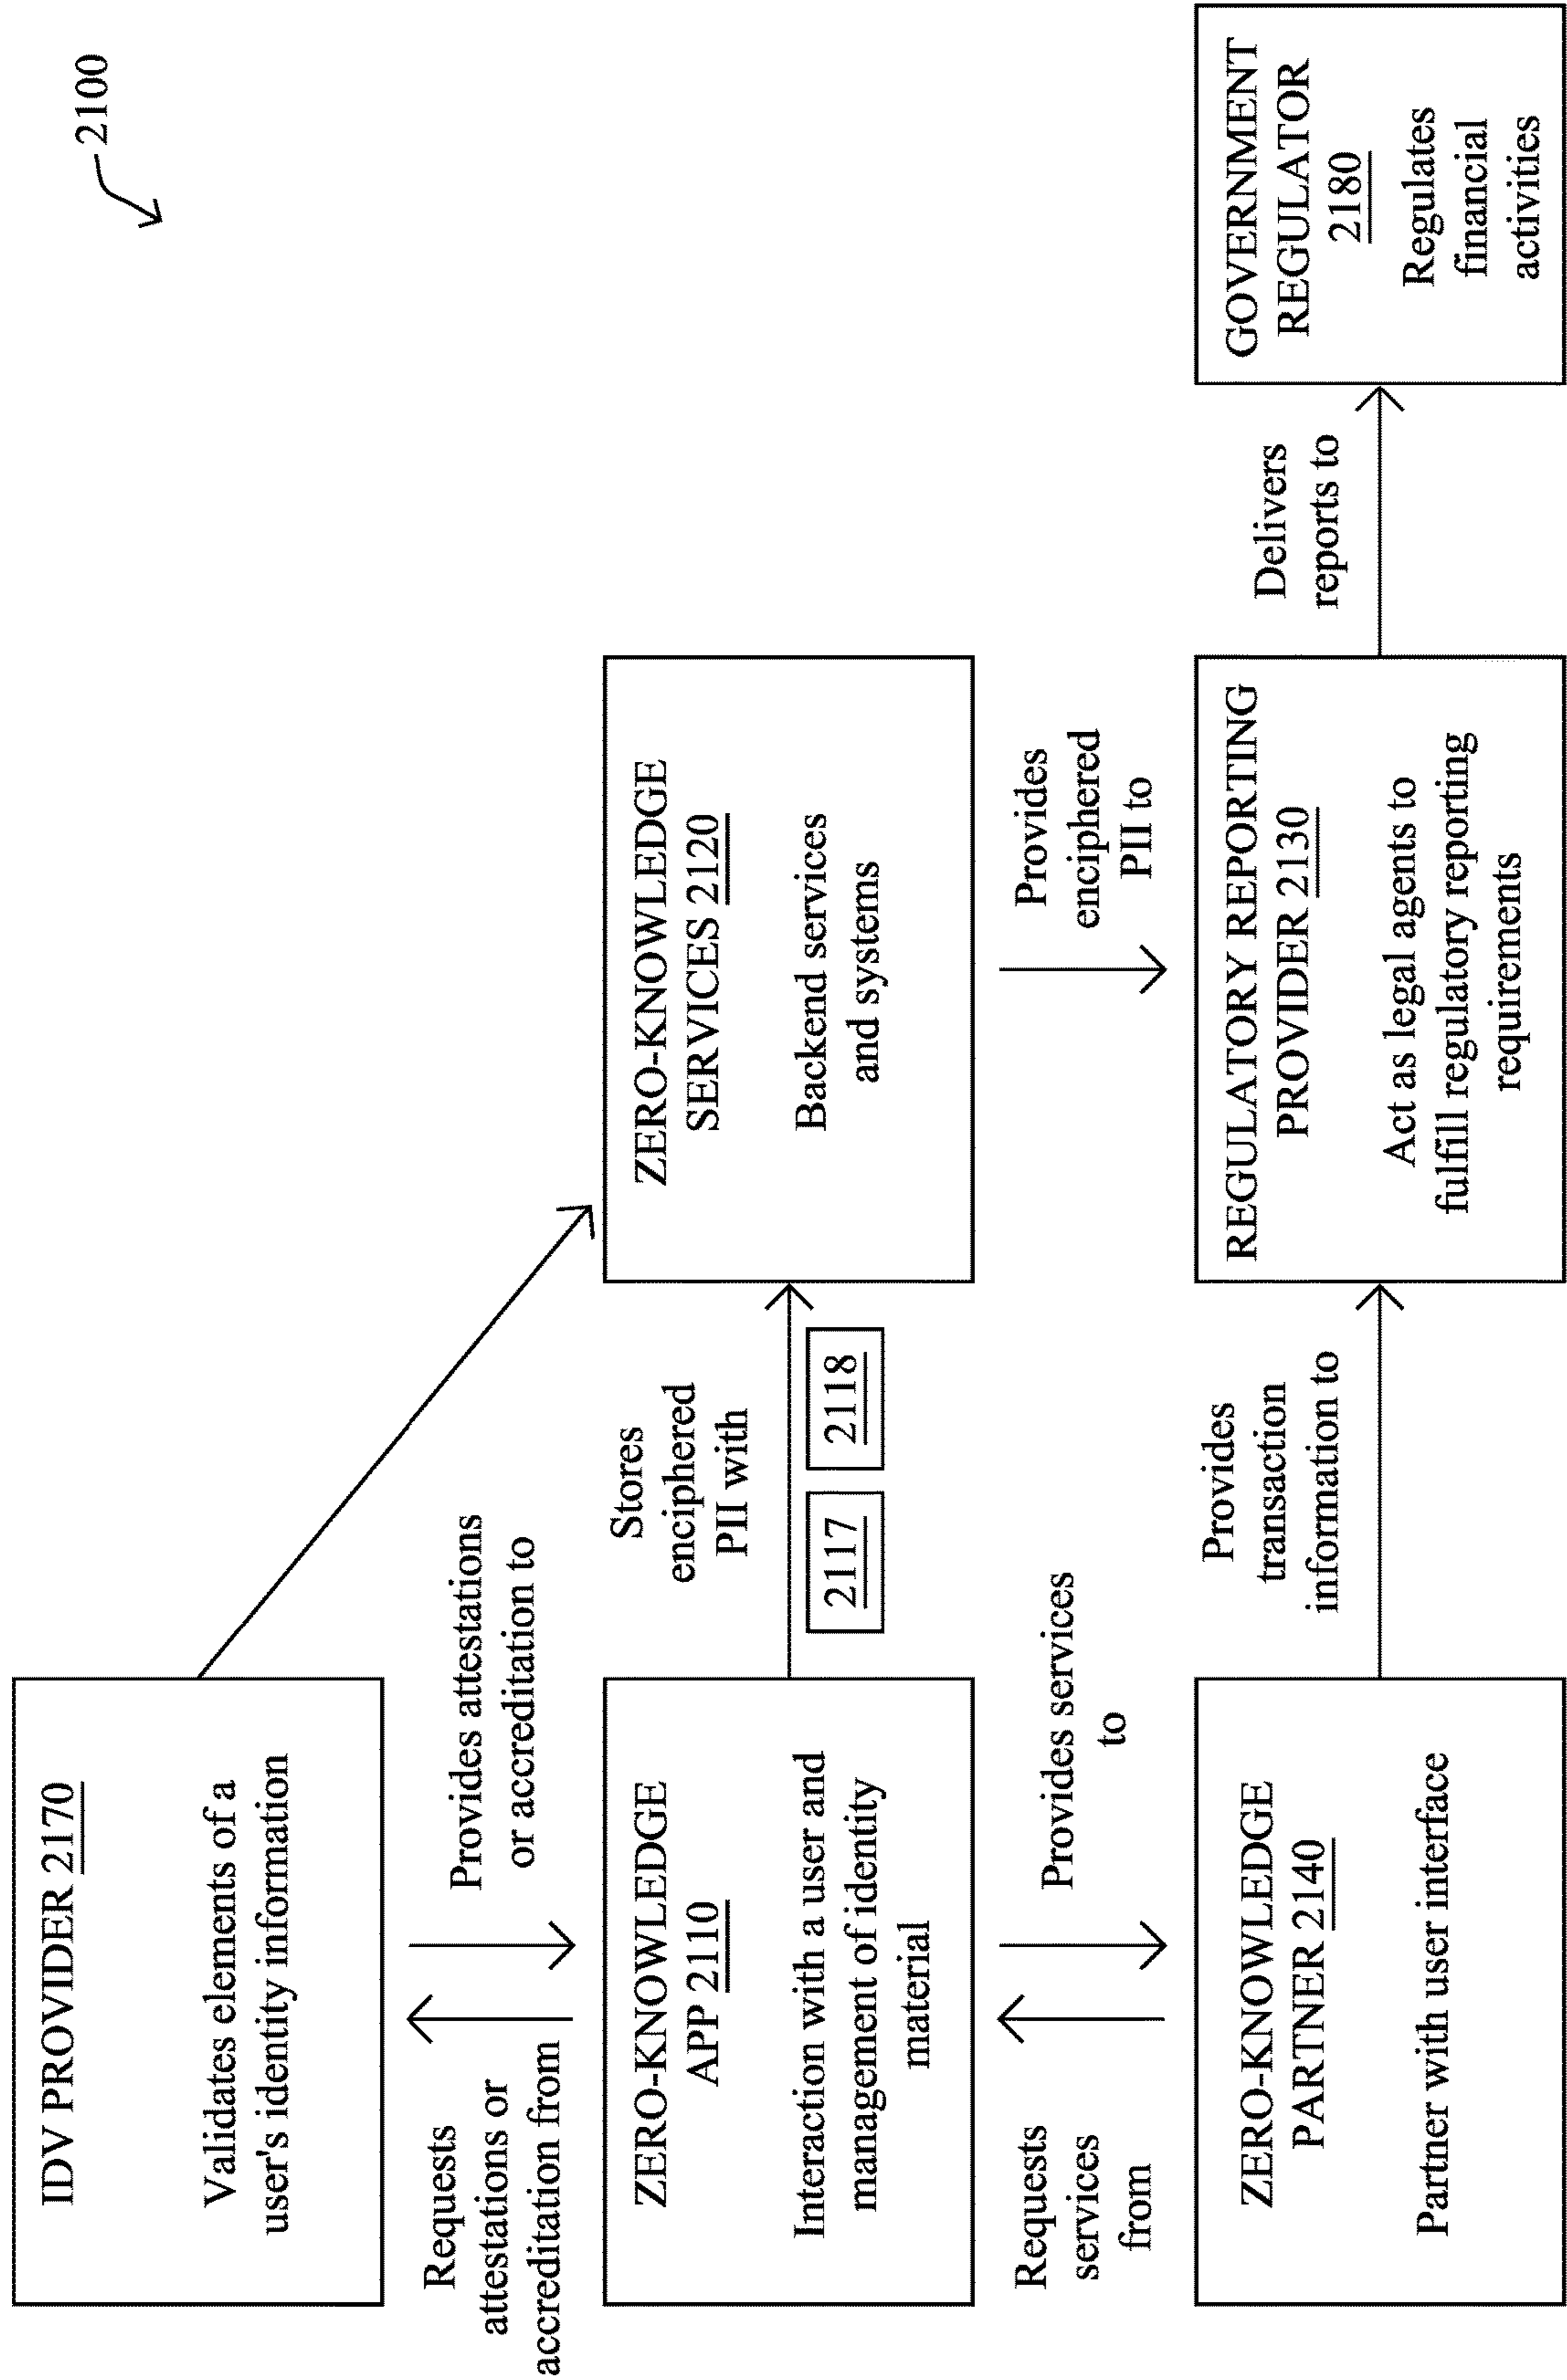 2100
IDV PROVIDER 2170
Validates elements of a
user's identity information
Requests
attestations or
accreditation from
Provides attestations
or accreditation to
ZERO-KNOWLEDGE
APP 2110
Interaction with a user and
management of identity
material
Stores
enciphered
PII with
2117
2118
ZERO-KNOWLEDGE
SERVICES 2120
Backend services
and systems
Requests
services
from
Provides services
to
Provides
enciphered
PII to
ZERO-KNOWLEDGE
PARTNER 2140
Partner with user interface
Provides
transaction
information to
REGULATORY REPORTING
PROVIDER 2130
Act as legal agents to
fulfill regulatory reporting
requirements
Delivers
reports to
GOVERNMENT
REGULATOR
2180
Regulates
financial
activities